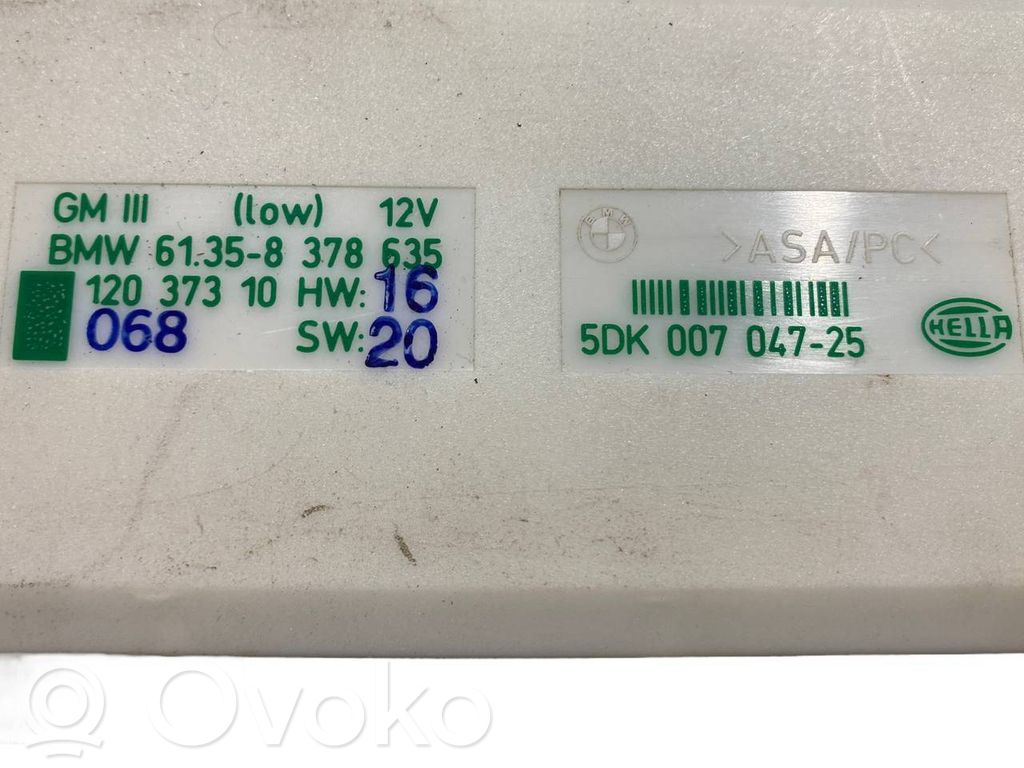 GM III (low) 12V
BMW 61.35-8 378 635
120 373 10 HW: 16
068 SW: 20
BMW
>ASA/PC<
5DK 007 047-25
HELLA
Ovoko